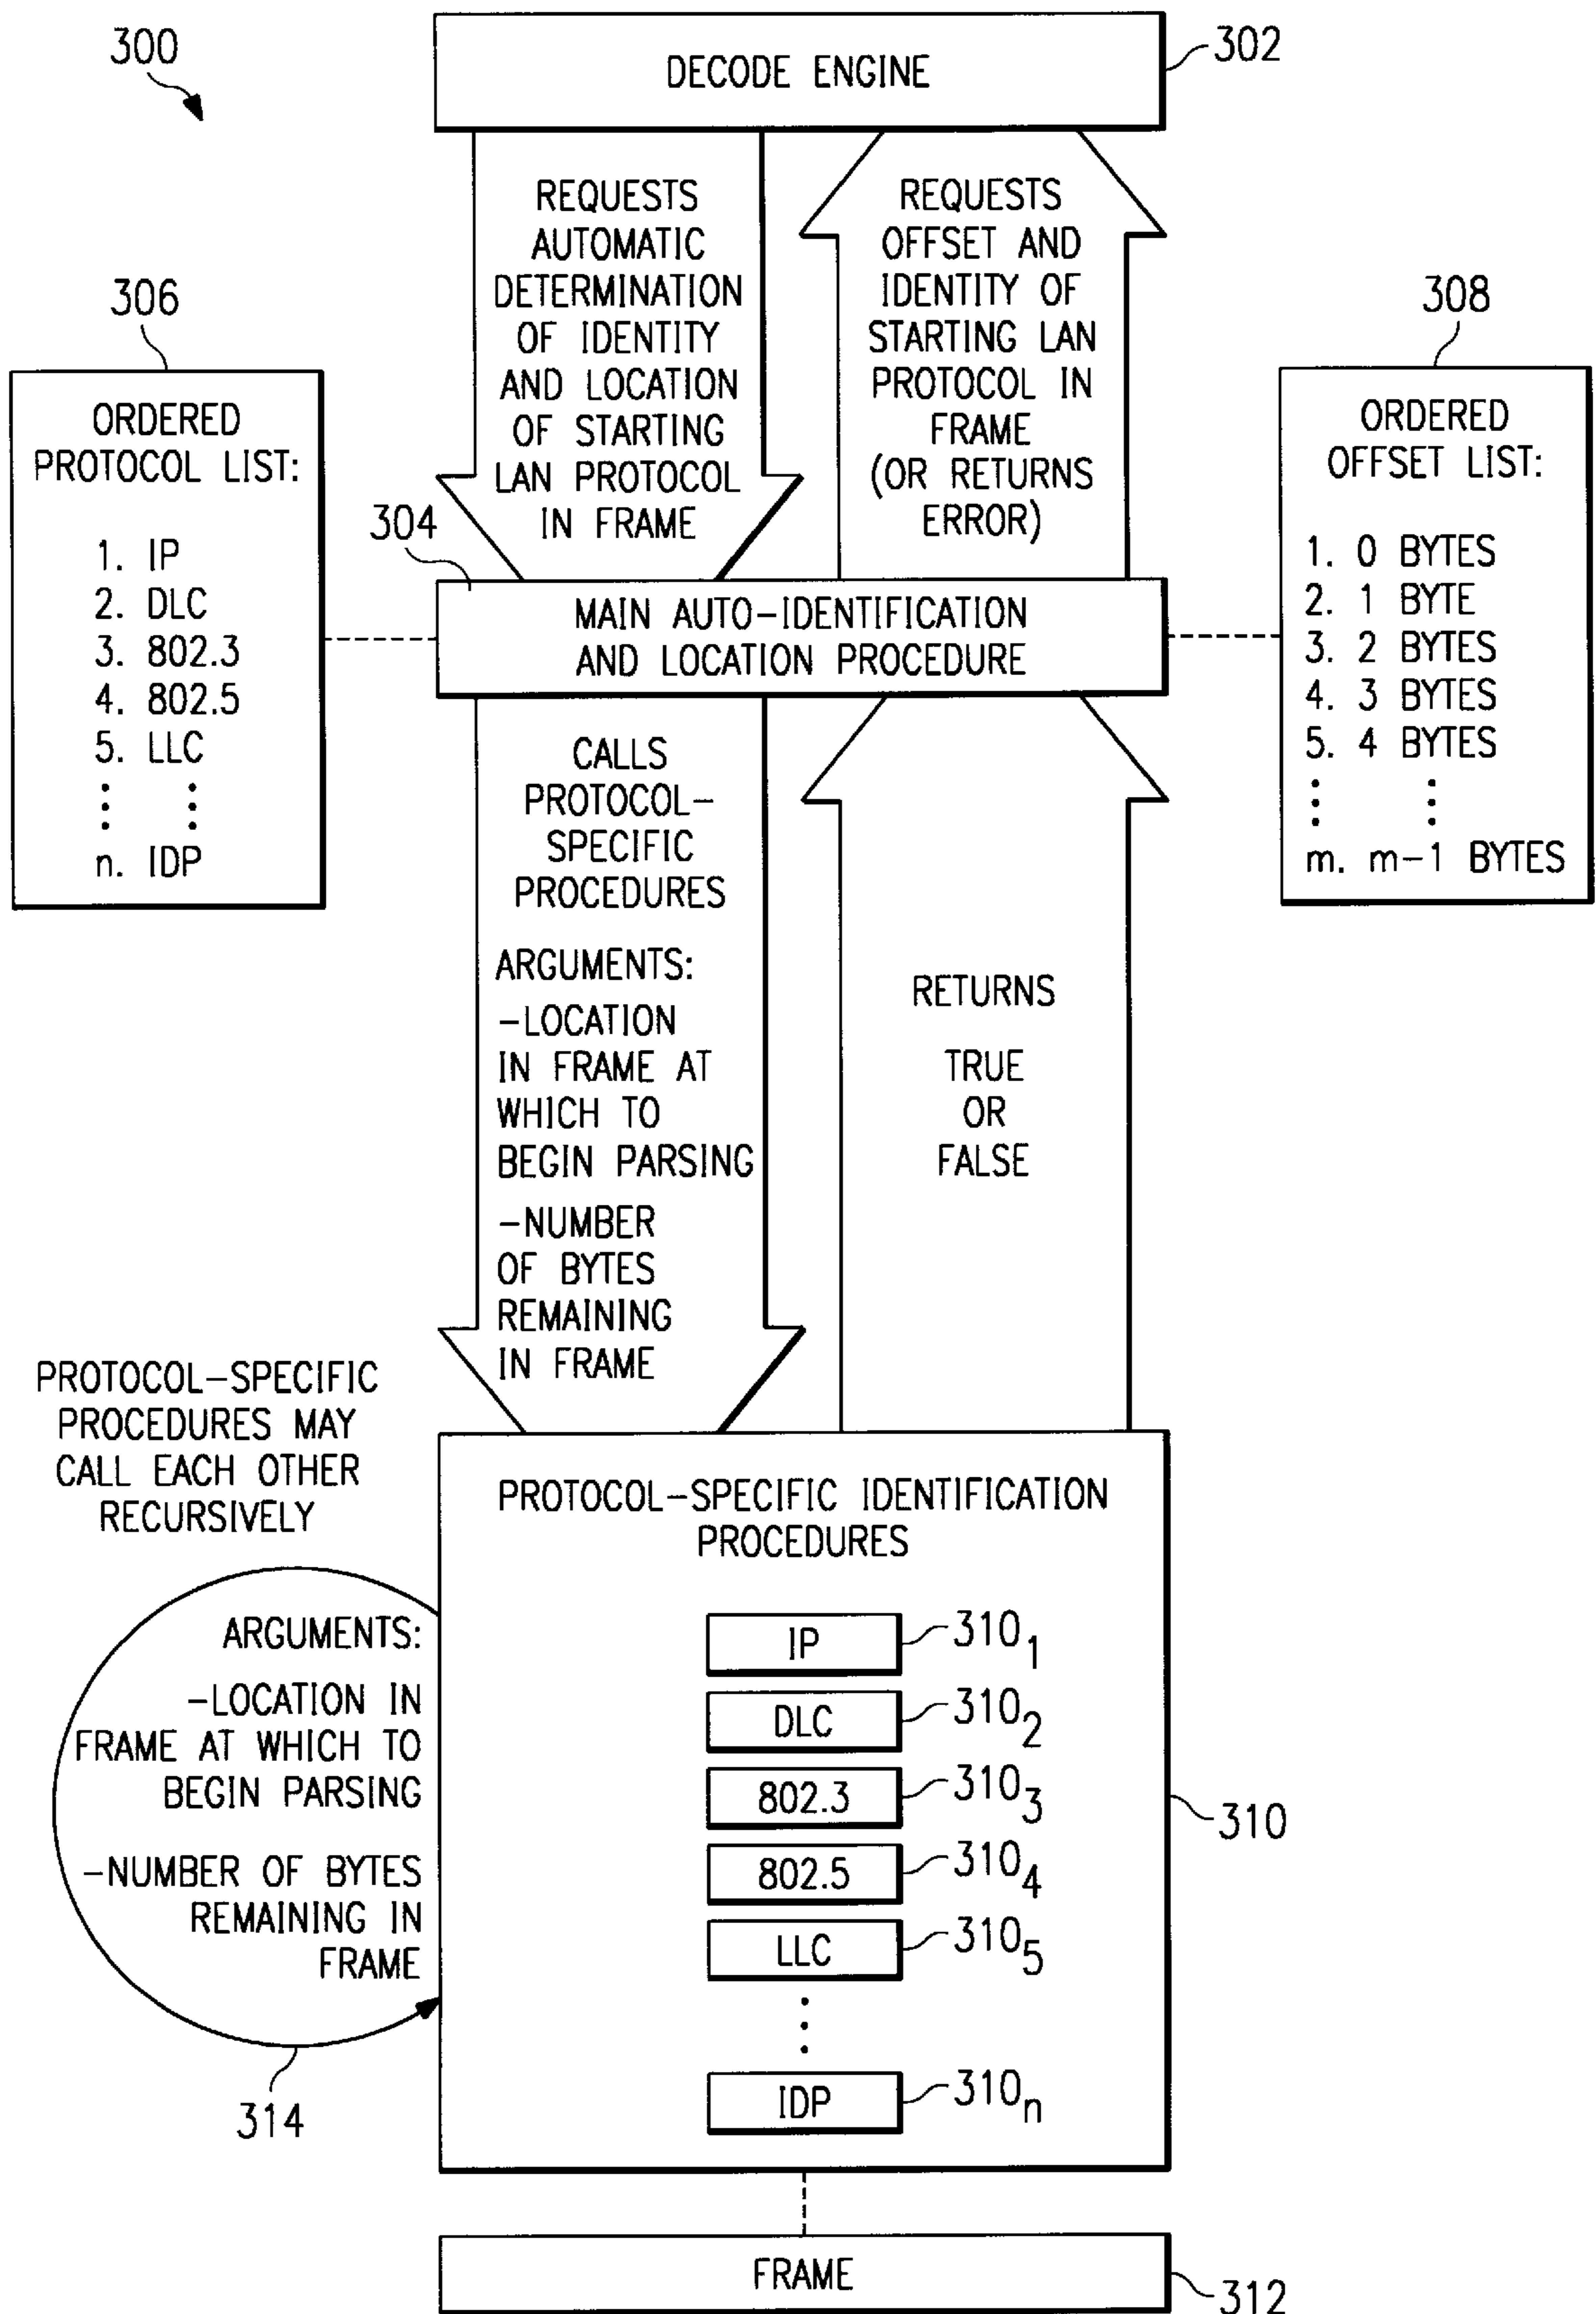 300
DECODE ENGINE
302
REQUESTS
AUTOMATIC
DETERMINATION
OF IDENTITY
AND LOCATION
OF STARTING
LAN PROTOCOL
IN FRAME
REQUESTS
OFFSET AND
IDENTITY OF
STARTING LAN
PROTOCOL IN
FRAME
(OR RETURNS
ERROR)
306
ORDERED
PROTOCOL LIST:
1. IP
2. DLC
3. 802.3
4. 802.5
5. LLC
n. IDP
308
ORDERED
OFFSET LIST:
1. 0 BYTES
2. 1 BYTE
3. 2 BYTES
4. 3 BYTES
5. 4 BYTES
m. m-1 BYTES
304
MAIN AUTO-IDENTIFICATION
AND LOCATION PROCEDURE
CALLS
PROTOCOL-
SPECIFIC
PROCEDURES
ARGUMENTS:
-LOCATION
IN FRAME AT
WHICH TO
BEGIN PARSING
-NUMBER
OF BYTES
REMAINING
IN FRAME
RETURNS
TRUE
OR
FALSE
PROTOCOL-SPECIFIC
PROCEDURES MAY
CALL EACH OTHER
RECURSIVELY
ARGUMENTS:
-LOCATION IN
FRAME AT WHICH TO
BEGIN PARSING
-NUMBER OF BYTES
REMAINING IN
FRAME
314
PROTOCOL-SPECIFIC IDENTIFICATION
PROCEDURES
IP 310₁
DLC 310₂
802.3 310₃
802.5 310₄
LLC 310₅
IDP 310ₙ
310
FRAME
312